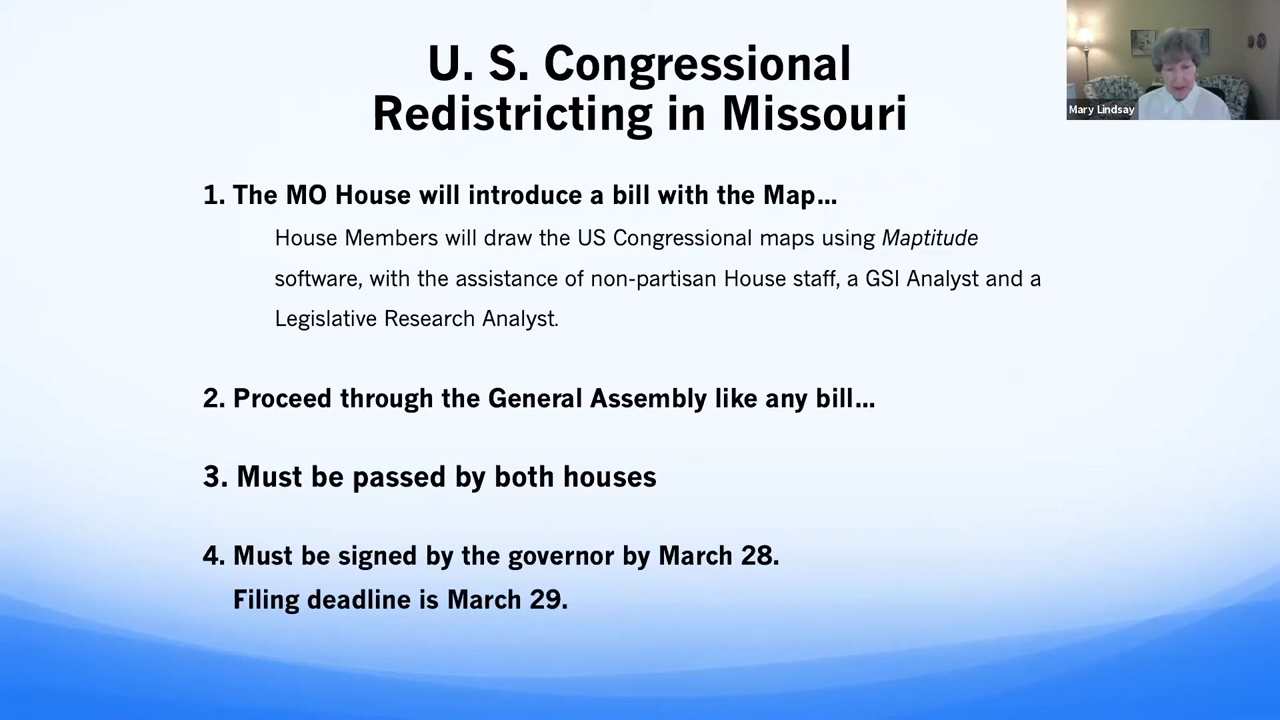 U. S. Congressional
Redistricting in Missouri
Mary Lindsay
1. The MO House will introduce a bill with the Map...
House Members will draw the US Congressional maps using Maptitude
software, with the assistance of non-partisan House staff, a GSI Analyst and a
Legislative Research Analyst.
2. Proceed through the General Assembly like any bill...
3. Must be passed by both houses
4. Must be signed by the governor by March 28.
Filing deadline is March 29.